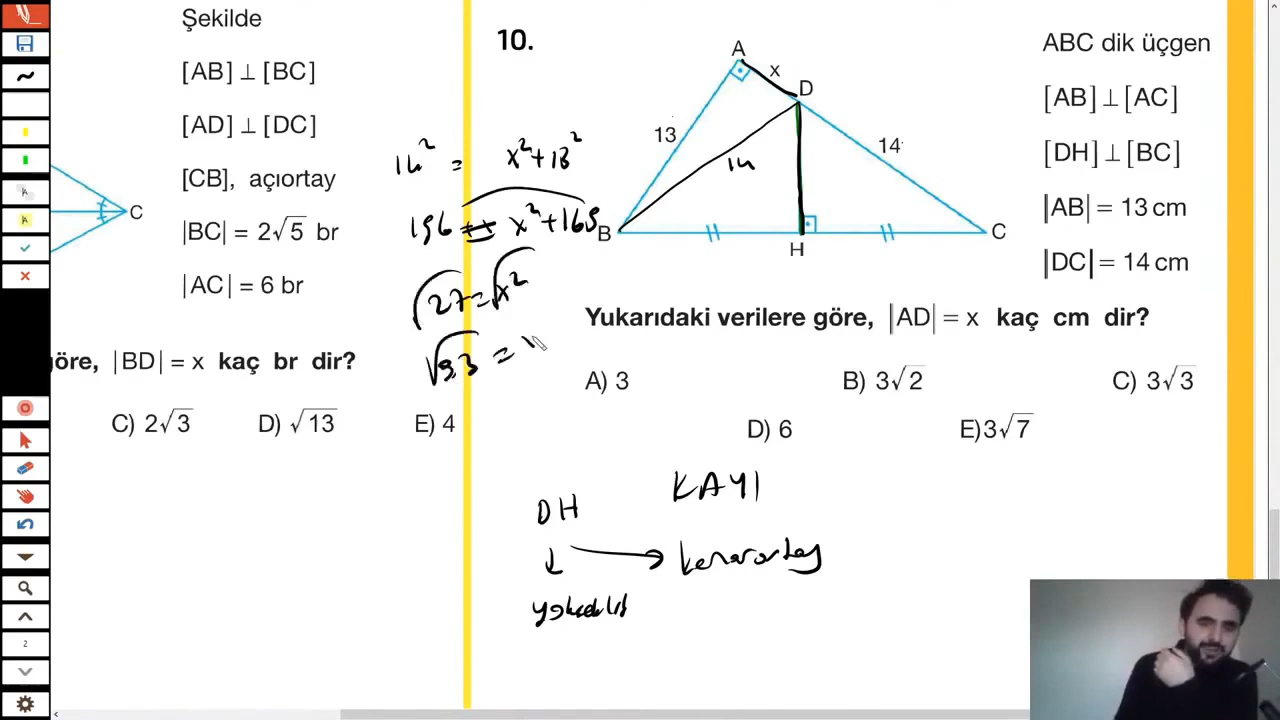 Şekilde
[AB] ⊥ [BC]
[AD] ⊥ [DC]
[CB], açıortay
|BC| = 2√5 br
|AC| = 6 br
C
göre, |BD| = x kaç br dir?
C) 2√3 D) √13 E) 4
10.
A
x
D
13
14
14
B
H
C
ABC dik üçgen
[AB] ⊥ [AC]
[DH] ⊥ [BC]
|AB| = 13 cm
|DC| = 14 cm
Yukarıdaki verilere göre, |AD| = x kaç cm dir?
A) 3 B) 3√2 C) 3√3
D) 6 E) 3√7
14² = x² + 13²
196 = x² + 169
√27 = √x²
√9.3 =
KAYI
DH
kenarortay
yükseklik
2